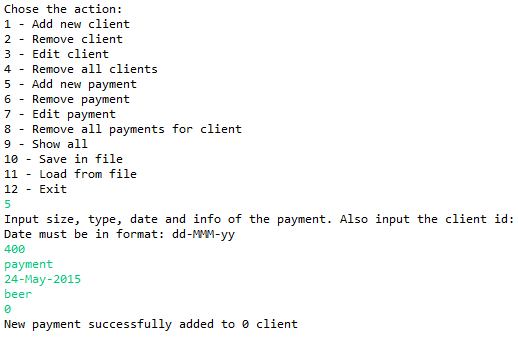 Chose the action:
1 - Add new client
2 - Remove client
3 - Edit client
4 - Remove all clients
5 - Add new payment
6 - Remove payment
7 - Edit payment
8 - Remove all payments for client
9 - Show all
10 - Save in file
11 - Load from file
12 - Exit
5
Input size, type, date and info of the payment. Also input the client id:
Date must be in format: dd-MMM-yy
400
payment
24-May-2015
beer
0
New payment successfully added to 0 client